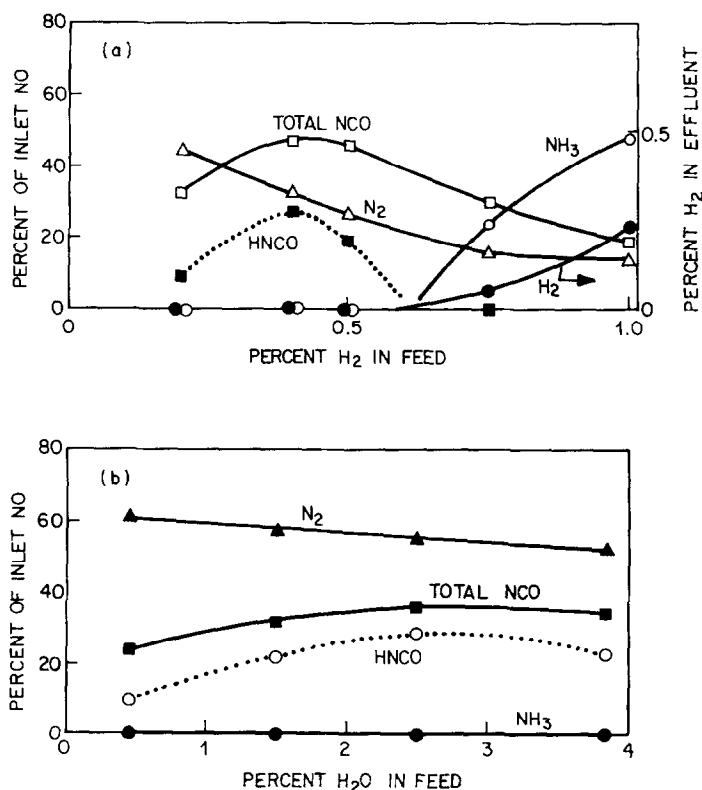 80
(a)
60
40
20
0
PERCENT OF INLET NO
TOTAL NCO
N2
HNCO
NH3
H2
0.5
0
PERCENT H2 IN EFFLUENT
0
0.5
1.0
PERCENT H2 IN FEED
80
(b)
60
40
20
0
PERCENT OF INLET NO
N2
TOTAL NCO
HNCO
NH3
0
1
2
3
4
PERCENT H2O IN FEED